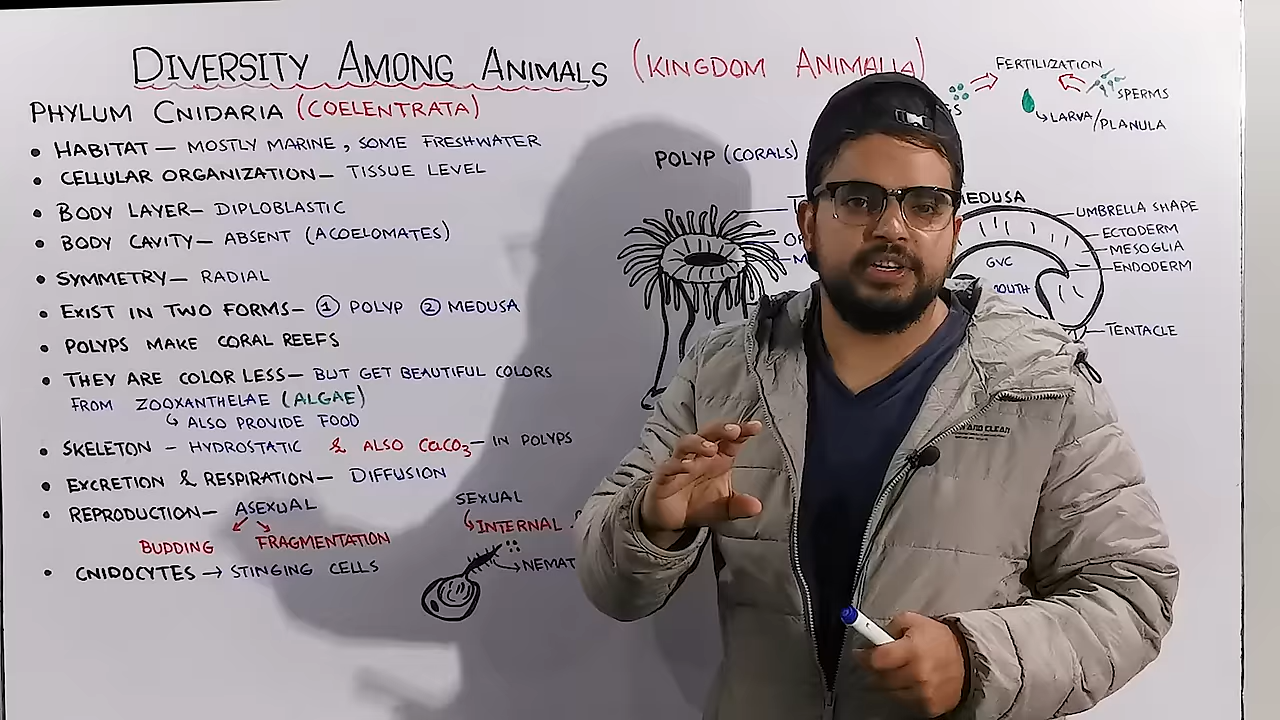 DIVERSITY AMONG ANIMALS (KINGDOM ANIMALIA)
PHYLUM CNIDARIA (COELENTRATA)
• HABITAT — MOSTLY MARINE, SOME FRESHWATER
• CELLULAR ORGANIZATION — TISSUE LEVEL
• BODY LAYER — DIPLOBLASTIC
• BODY CAVITY — ABSENT (ACOELOMATES)
• SYMMETRY — RADIAL
• EXIST IN TWO FORMS — ① POLYP ② MEDUSA
• POLYPS MAKE CORAL REEFS
• THEY ARE COLOR LESS — BUT GET BEAUTIFUL COLORS
FROM ZOOXANTHELAE (ALGAE)
↳ ALSO PROVIDE FOOD
• SKELETON - HYDROSTATIC & ALSO CaCO3 — IN POLYPS
• EXCRETION & RESPIRATION — DIFFUSION
• REPRODUCTION — ASEXUAL SEXUAL
BUDDING FRAGMENTATION ↳ INTERNAL
• CNIDOCYTES → STINGING CELLS
FERTILIZATION
SPERMS
↳ LARVA/PLANULA
POLYP (CORALS)
UMBRELLA SHAPE
ECTODERM
MESOGLIA
GVC
ENDODERM
TENTACLE